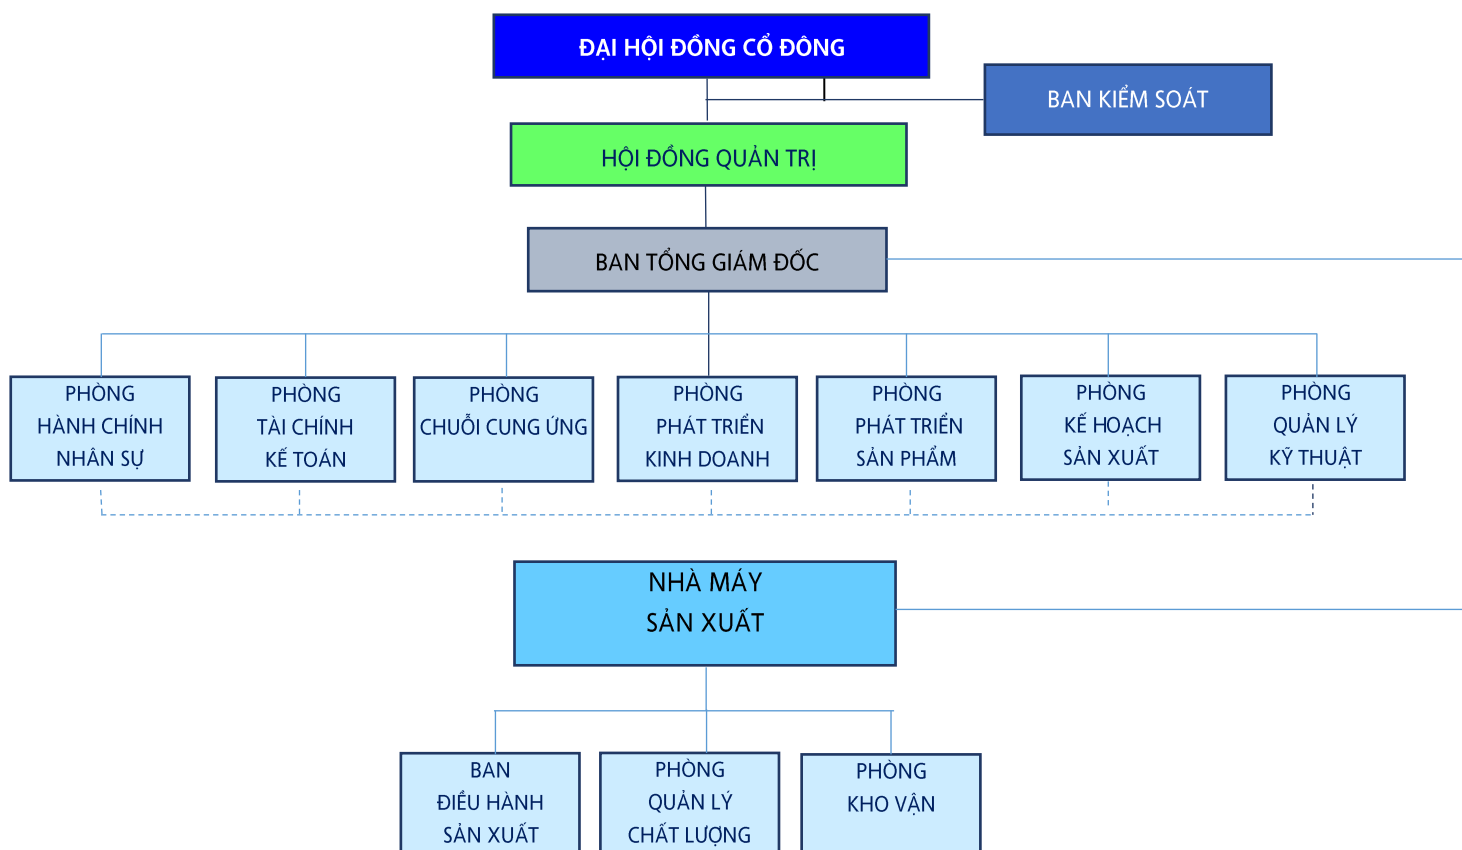 ĐẠI HỘI ĐỒNG CỔ ĐÔNG
BAN KIỂM SOÁT
HỘI ĐỒNG QUẢN TRỊ
BAN TỔNG GIÁM ĐỐC
PHÒNG
HÀNH CHÍNH
NHÂN SỰ
PHÒNG
TÀI CHÍNH
KẾ TOÁN
PHÒNG
CHUỖI CUNG ỨNG
PHÒNG
PHÁT TRIỂN
KINH DOANH
PHÒNG
PHÁT TRIỂN
SẢN PHẨM
PHÒNG
KẾ HOẠCH
SẢN XUẤT
PHÒNG
QUẢN LÝ
KỸ THUẬT
NHÀ MÁY
SẢN XUẤT
BAN
ĐIỀU HÀNH
SẢN XUẤT
PHÒNG
QUẢN LÝ
CHẤT LƯỢNG
PHÒNG
KHO VẬN